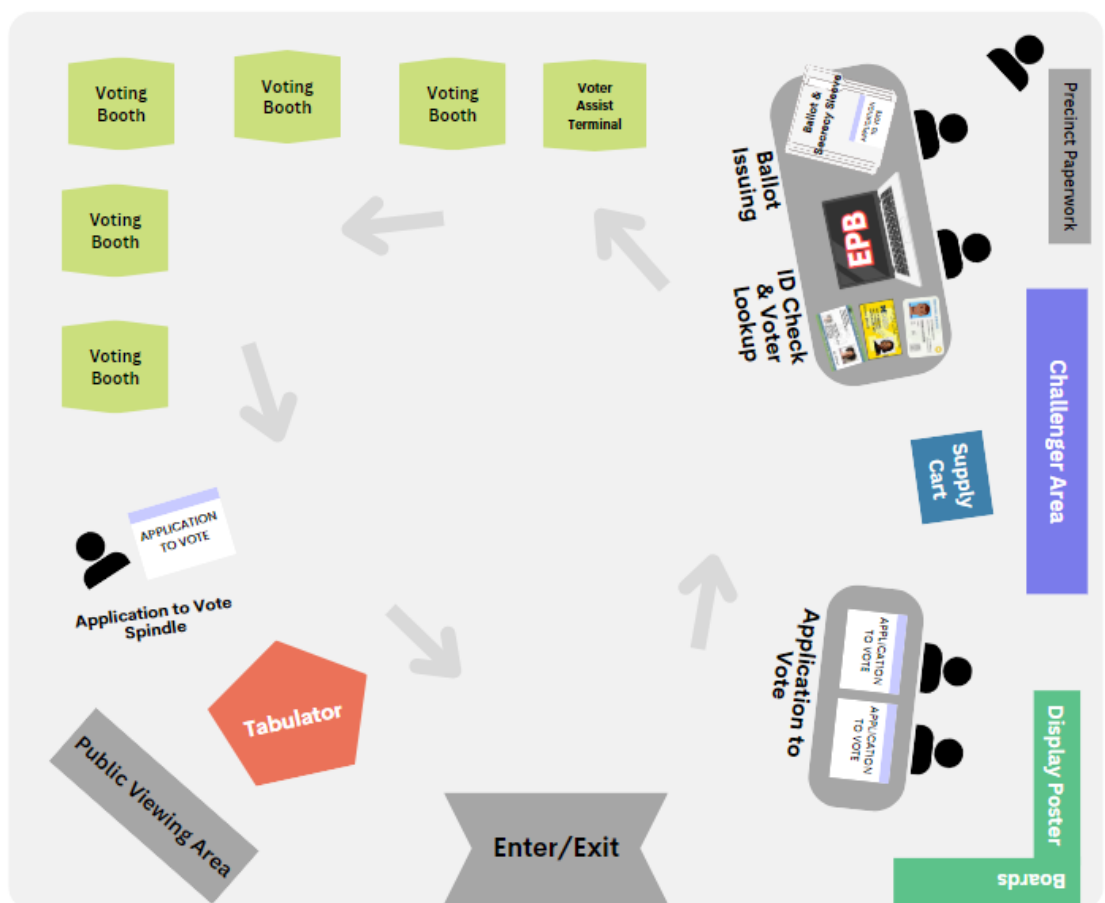 Voting
Booth
Voting
Booth
Voting
Booth
Voter
Assist
Terminal
Voting
Booth
Voting
Booth
Ballot &
Secrecy Sleeve
Ballot
Issuing
EPB
ID Check
& Voter
Lookup
Precinct Paperwork
Challenger Area
Supply
Cart
APPLICATION
TO VOTE
Application to Vote
Spindle
Tabulator
Public Viewing Area
Enter/Exit
Application to
Vote
APPLICATION
TO VOTE
APPLICATION
TO VOTE
Display Poster
Boards